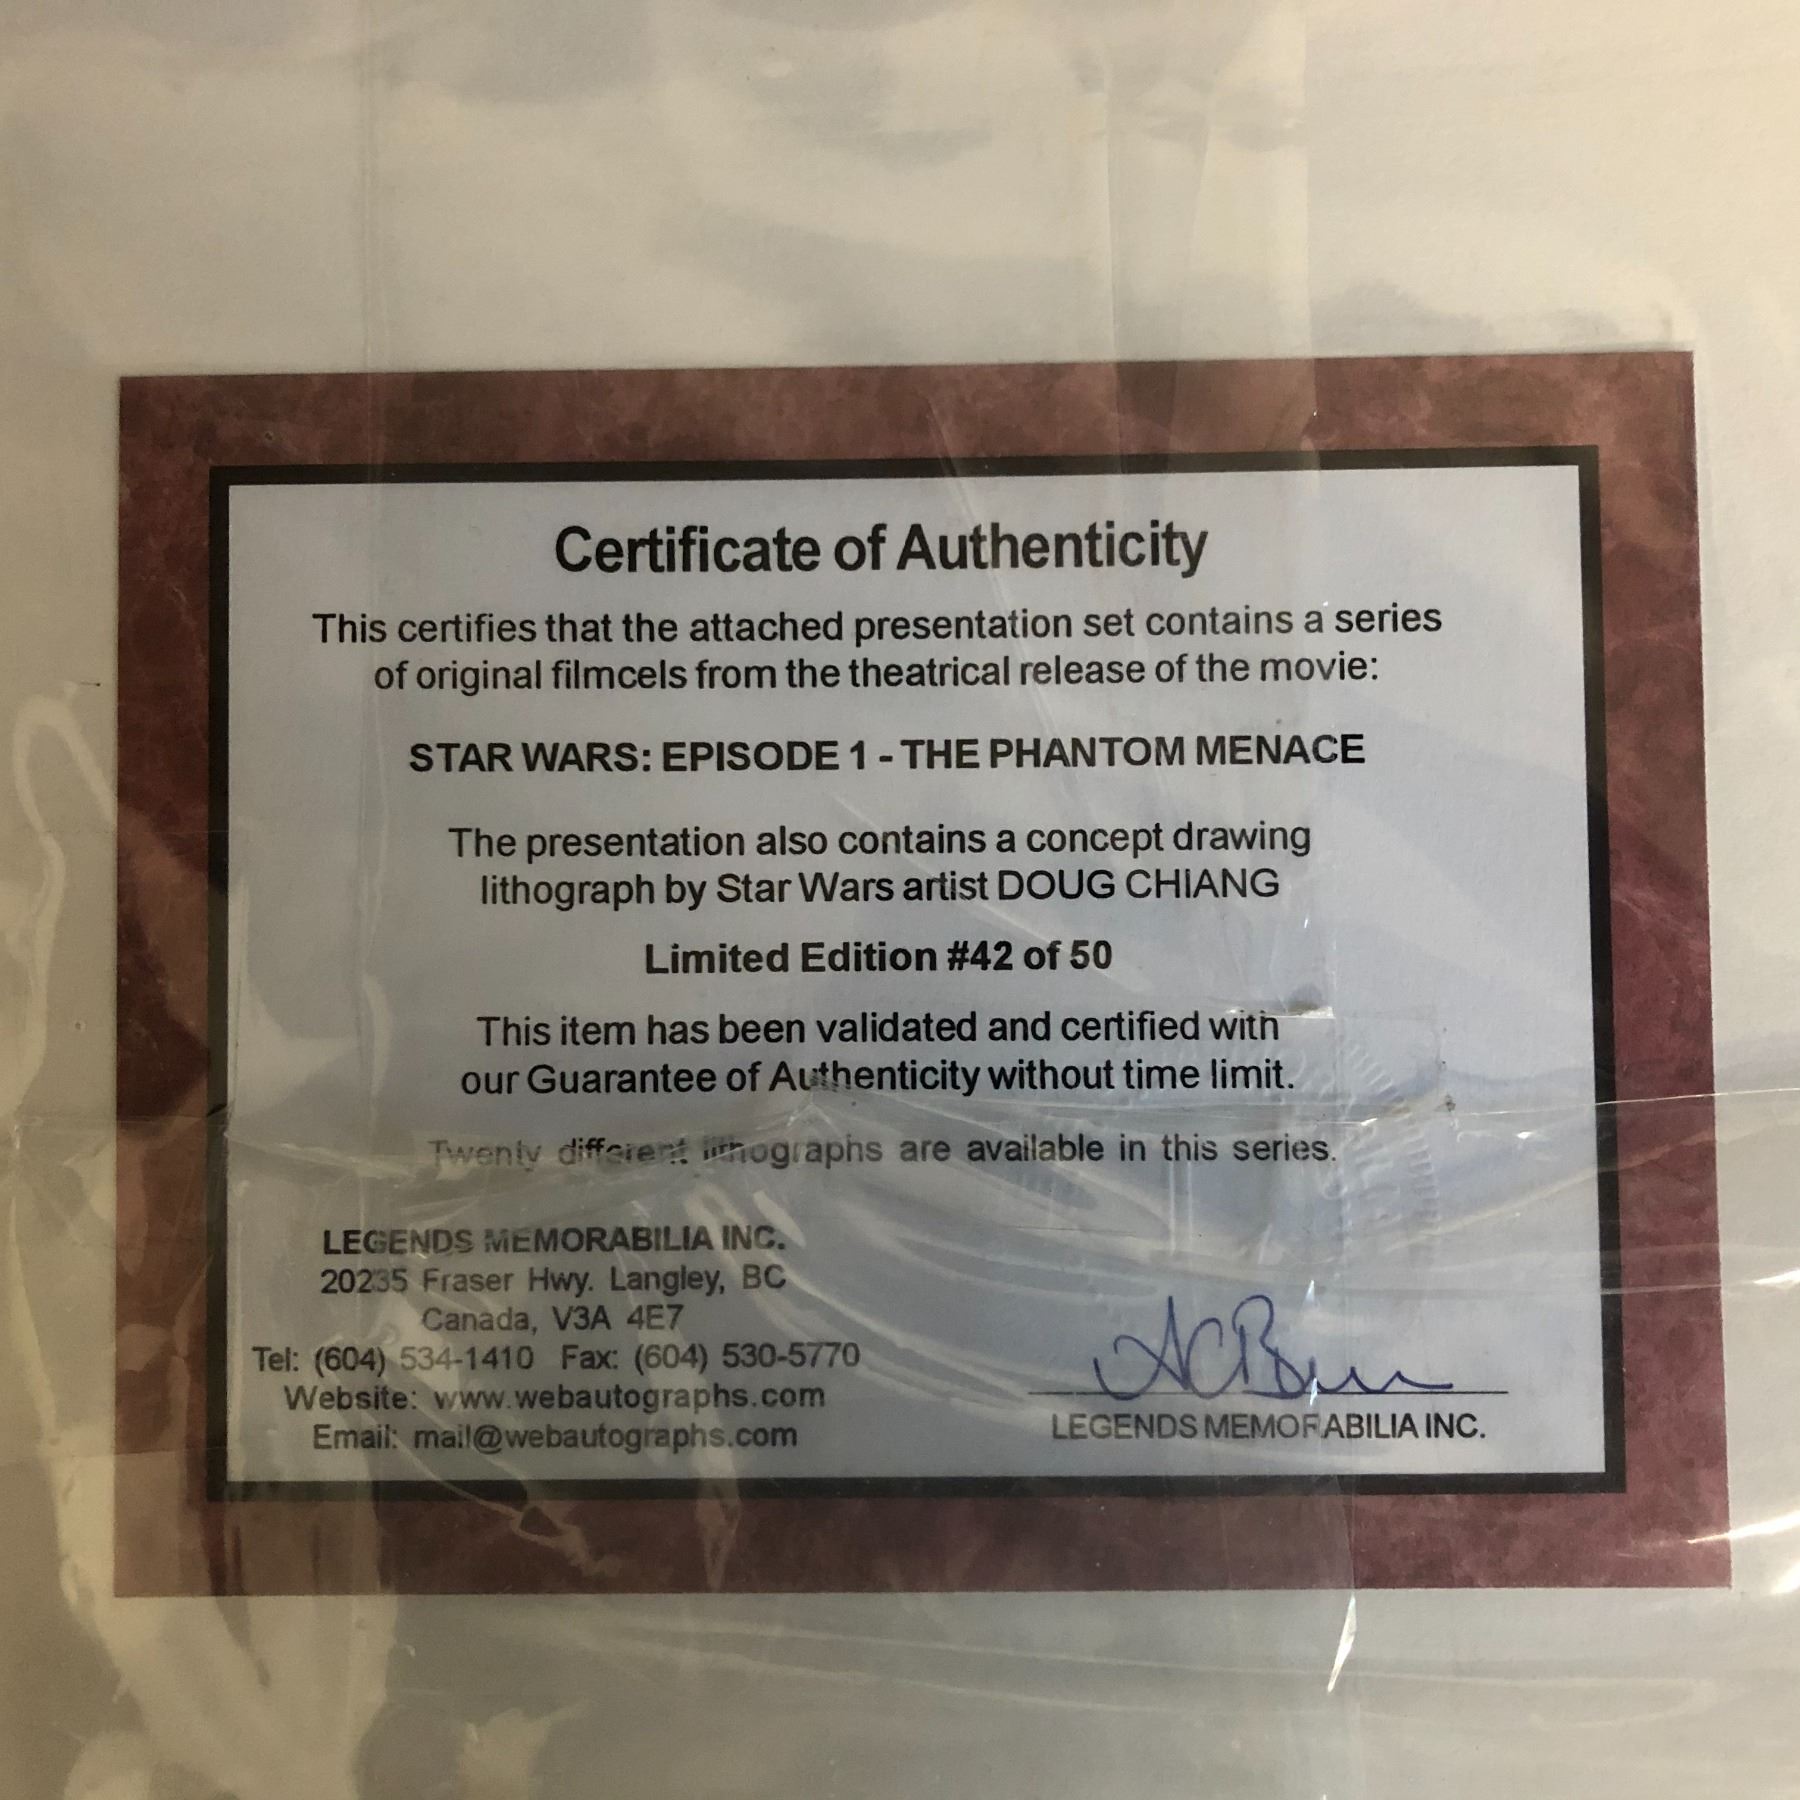 Certificate of Authenticity
This certifies that the attached presentation set contains a series
of original filmcels from the theatrical release of the movie:
STAR WARS: EPISODE 1 - THE PHANTOM MENACE
The presentation also contains a concept drawing
lithograph by Star Wars artist DOUG CHIANG
Limited Edition #42 of 50
This item has been validated and certified with
our Guarantee of Authenticity without time limit.
Twenty different lithographs are available in this series.
LEGENDS MEMORABILIA INC.
20235 Fraser Hwy. Langley, BC
Canada, V3A 4E7
Tel: (604) 534-1410 Fax: (604) 530-5770
Website: www.webautographs.com
Email: mail@webautographs.com
LEGENDS MEMORABILIA INC.